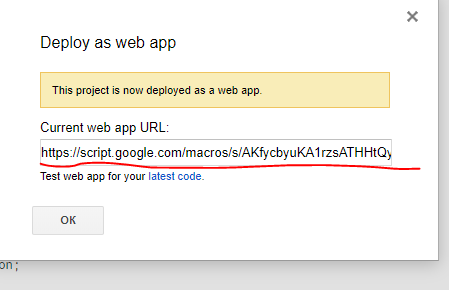 Deploy as web app
This project is now deployed as a web app.
Current web app URL:
https://script.google.com/macros/s/AKfycbyuKA1rzsATHHtQy
Test web app for your latest code.
OK
on;